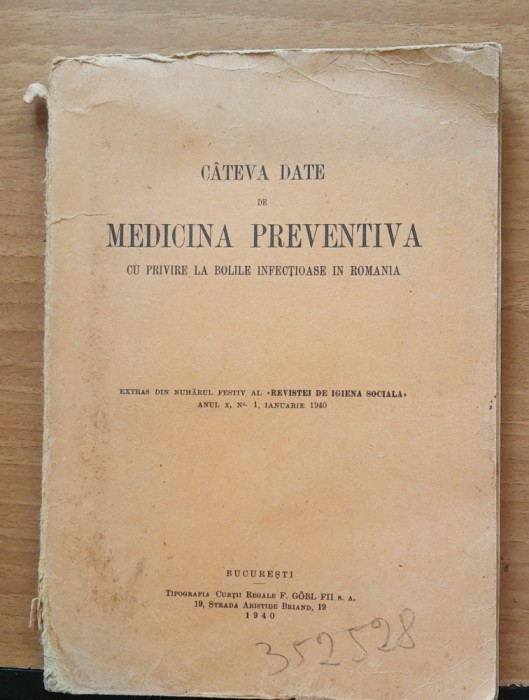 CÂTEVA DATE
DE
MEDICINA PREVENTIVA
CU PRIVIRE LA BOLILE INFECȚIOASE IN ROMANIA
EXTRAS DIN NUMĂRUL FESTIV AL «REVISTEI DE IGIENA SOCIALA»
ANUL X, No. 1, IANUARIE 1940
BUCUREȘTI
TIPOGRAFIA CURȚII REGALE F. GÖBL FII S. A.
19, STRADA ARISTIDE BRIAND, 19
1940
352528